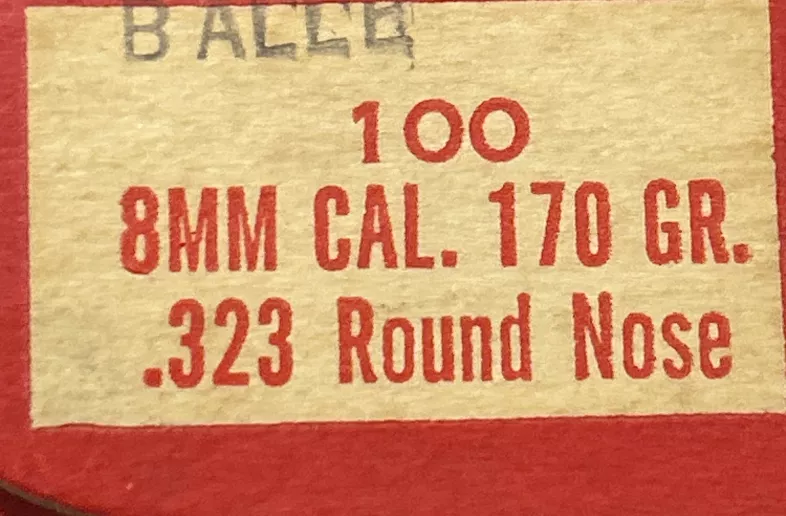 100
8MM CAL. 170 GR.
.323 Round Nose